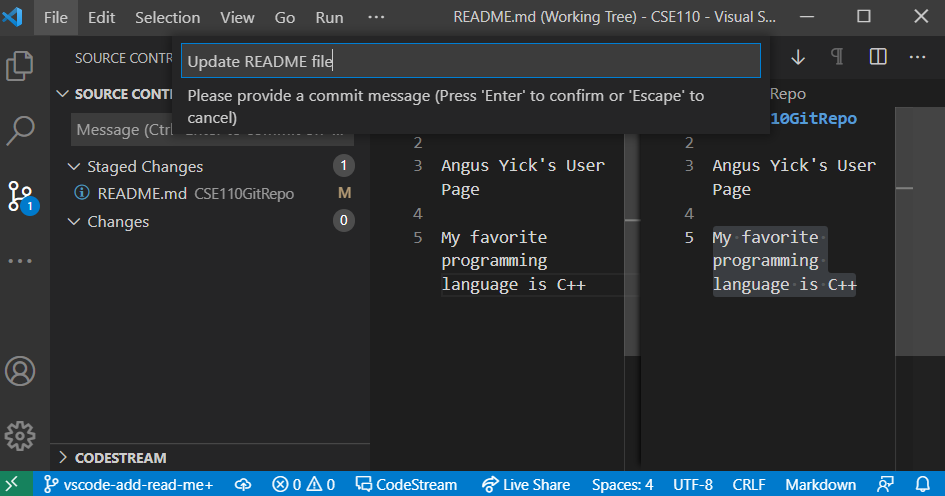 File Edit Selection View Go Run ··· README.md (Working Tree) - CSE110 - Visual S...
SOURCE CONTR
Update README file
Please provide a commit message (Press 'Enter' to confirm or 'Escape' to
cancel)
SOURCE CONT
Message (Ctrl
Staged Changes 1
README.md CSE110GitRepo M
Changes 0
2
3 Angus Yick's User
Page
4
5 My favorite
programming
language is C++
Repo
10GitRepo
2
3 Angus Yick's User
Page
4
5 My favorite
programming
language is C++
1
CODESTREAM
vscode-add-read-me+ 0 0 CodeStream Live Share Spaces: 4 UTF-8 CRLF Markdown